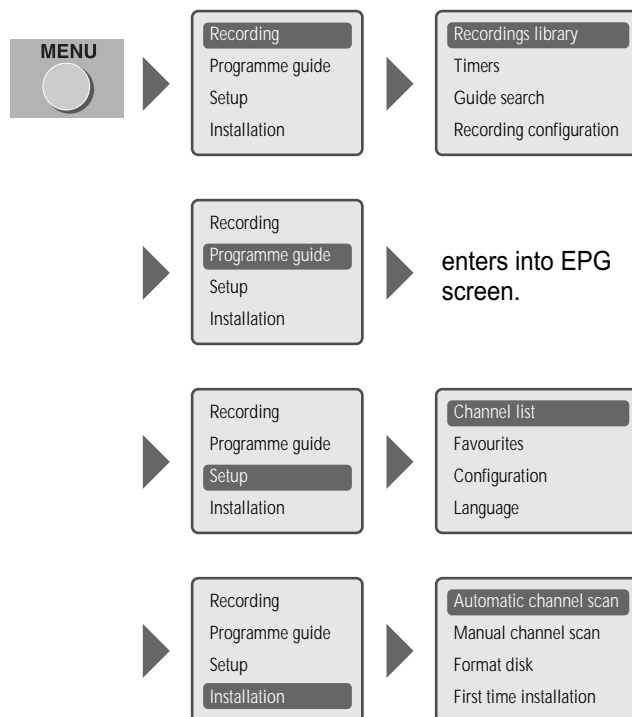 MENU
Recording
Programme guide
Setup
Installation
Recordings library
Timers
Guide search
Recording configuration
Recording
Programme guide
Setup
Installation
enters into EPG
screen.
Recording
Programme guide
Setup
Installation
Channel list
Favourites
Configuration
Language
Recording
Programme guide
Setup
Installation
Automatic channel scan
Manual channel scan
Format disk
First time installation